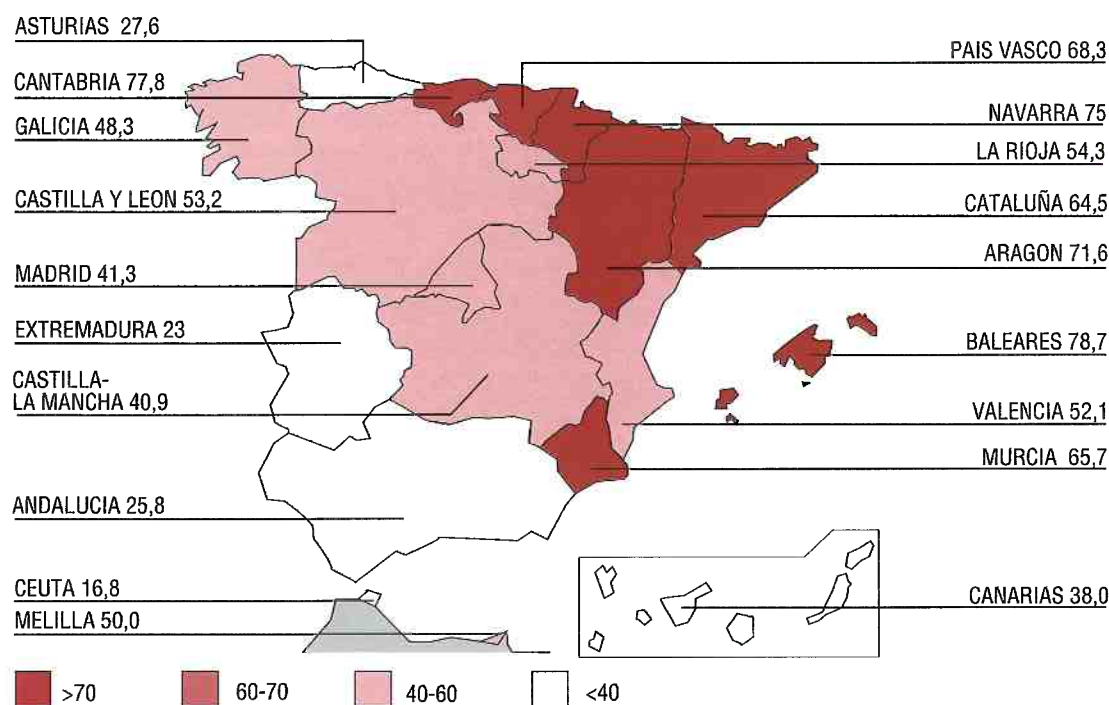 ASTURIAS 27,6
CANTABRIA 77,8
GALICIA 48,3
CASTILLA Y LEON 53,2
MADRID 41,3
EXTREMADURA 23
CASTILLA-
LA MANCHA 40,9
ANDALUCIA 25,8
CEUTA 16,8
MELILLA 50,0
PAIS VASCO 68,3
NAVARRA 75
LA RIOJA 54,3
CATALUÑA 64,5
ARAGON 71,6
BALEARES 78,7
VALENCIA 52,1
MURCIA 65,7
CANARIAS 38,0
>70
60-70
40-60
<40